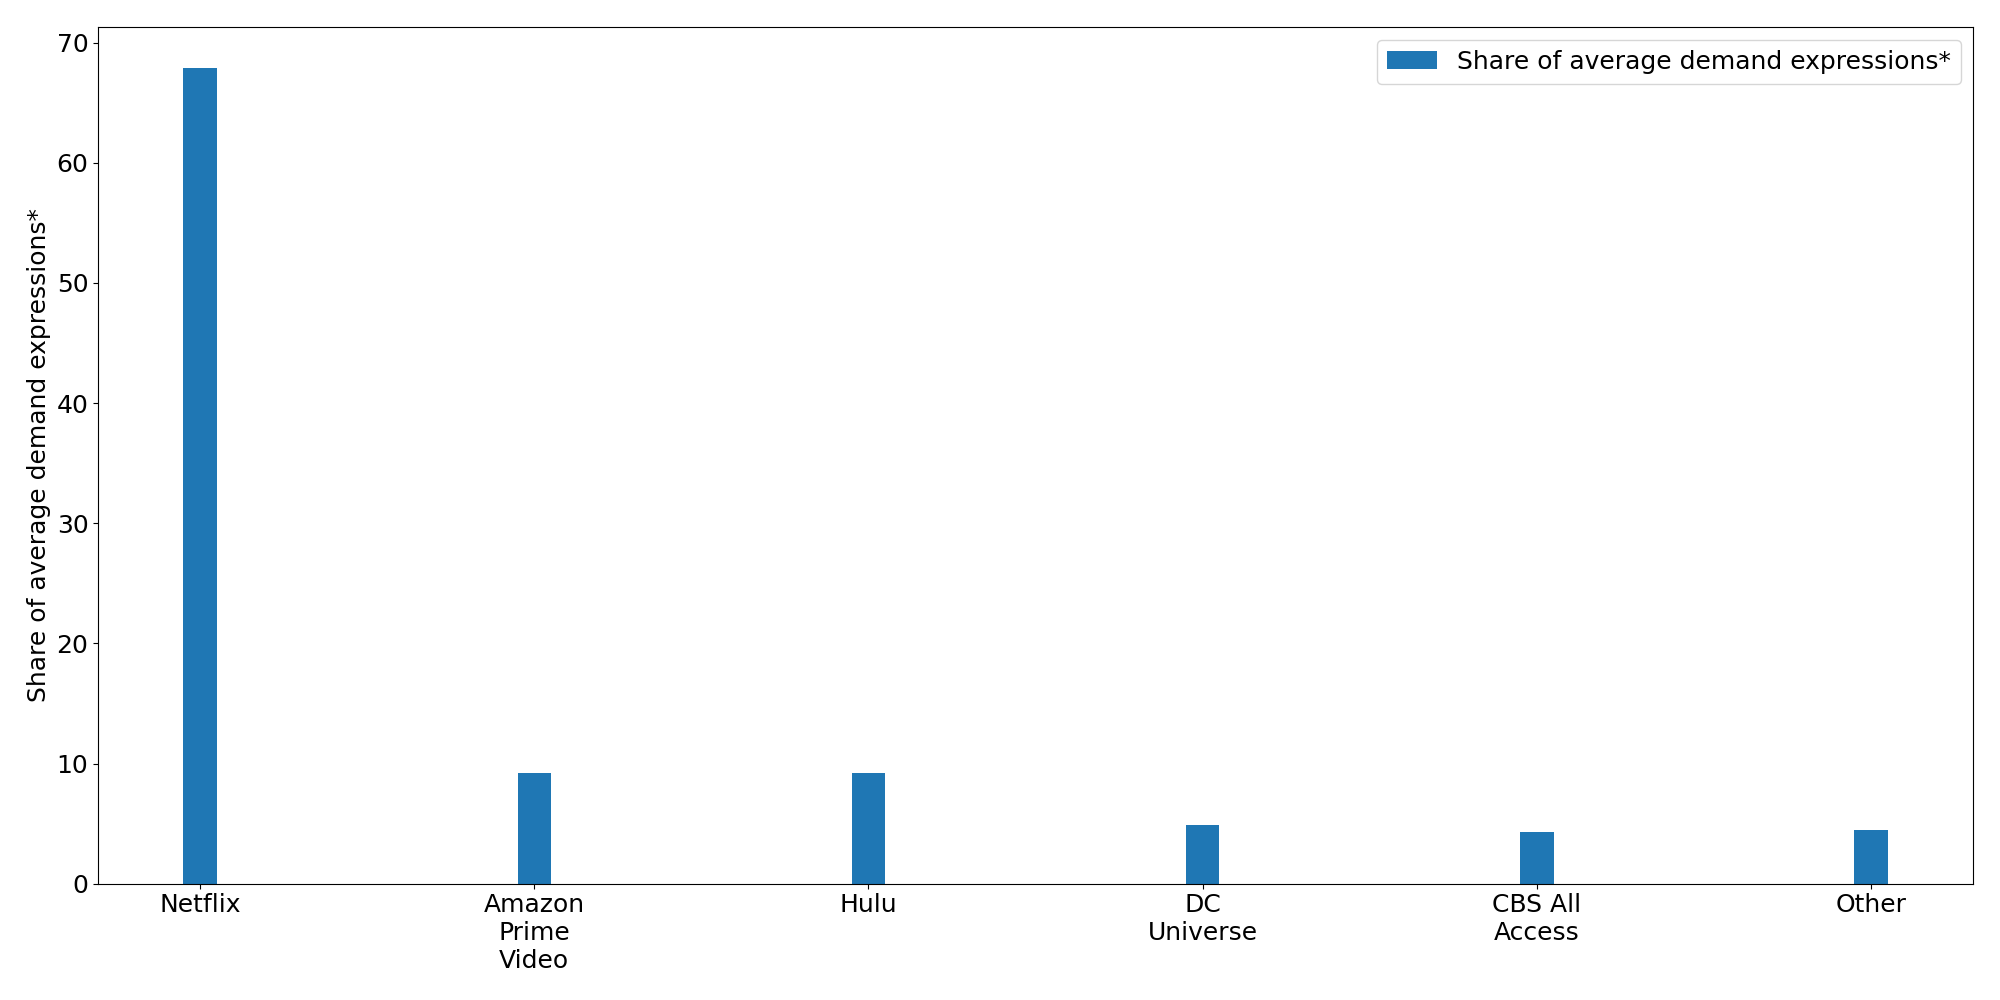 Share of average demand expressions*
70
60
50
40
30
20
10
0
Share of average demand expressions*
Netflix
Amazon
Prime
Video
Hulu
DC
Universe
CBS All
Access
Other